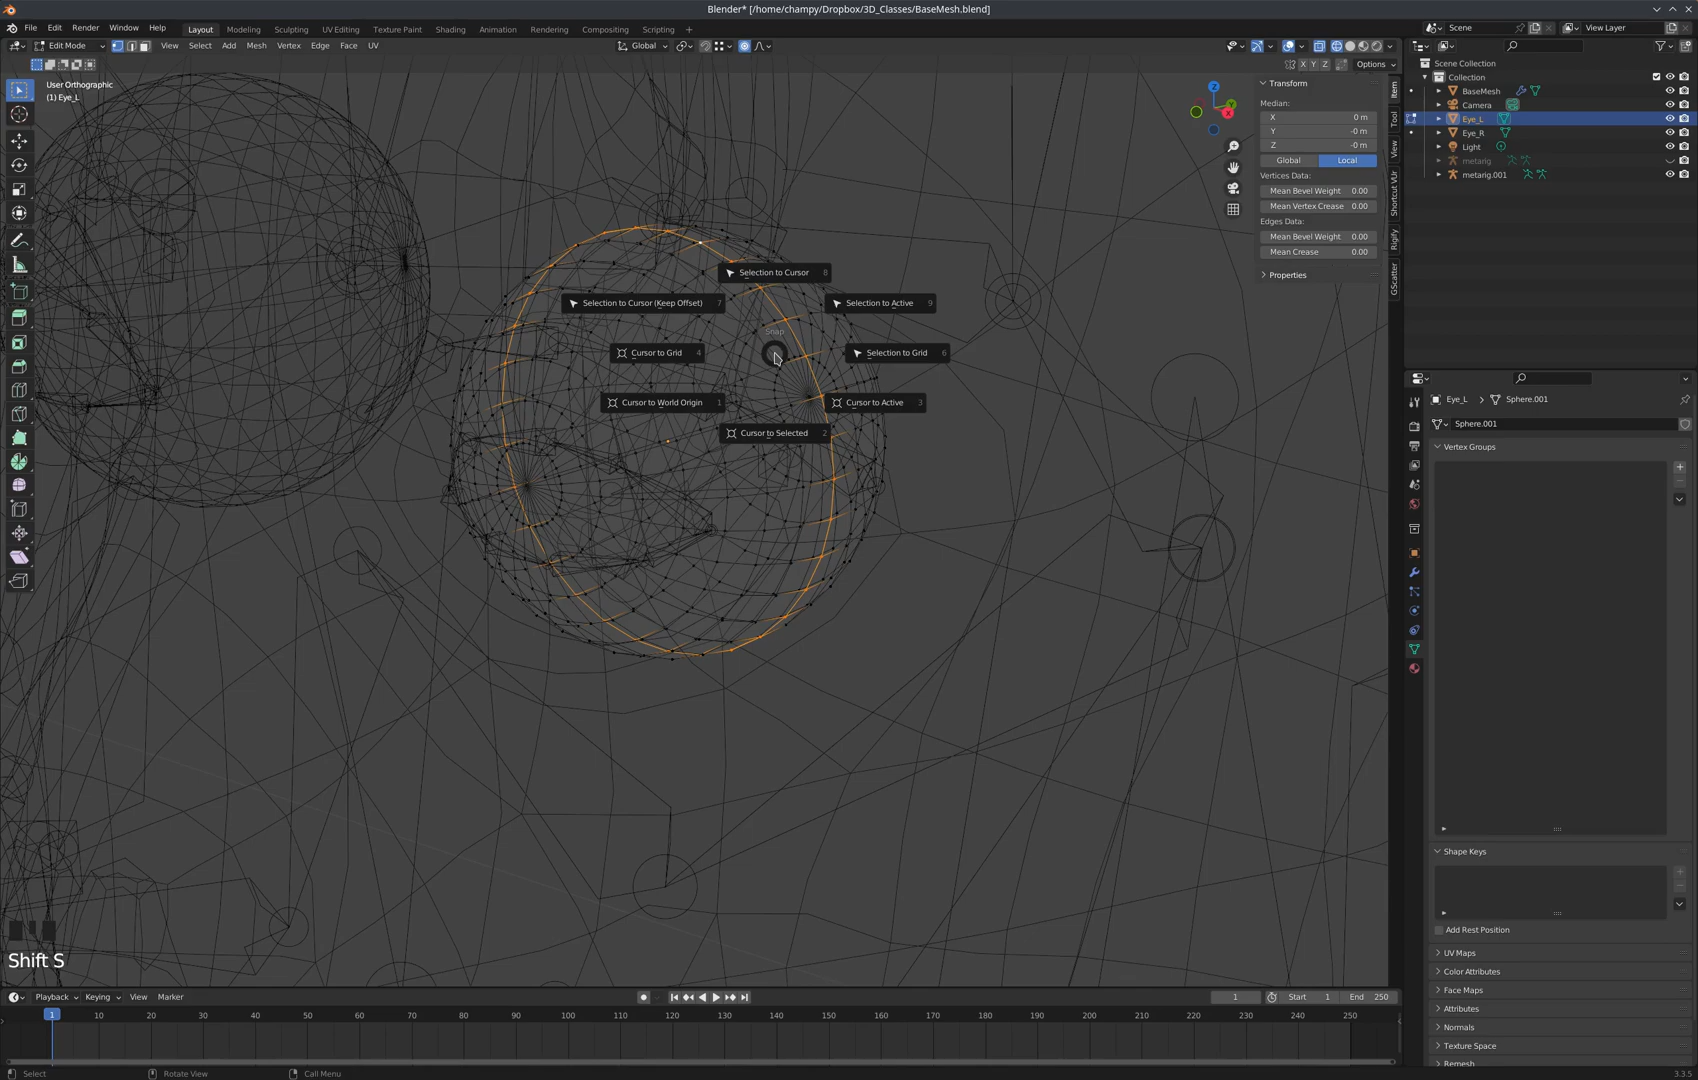 Blender* [/home/champy/Dropbox/3D_Classes/BaseMesh.blend]
File Edit Render Window Help Layout Modeling Sculpting UV Editing Texture Paint Shading Animation Rendering Compositing Scripting + Scene View Layer
Edit Mode View Select Add Mesh Vertex Edge Face UV Global
X Y Z Options
User Orthographic
(1) Eye_L
Z
Y
X
Transform
Median:
X 0 m
Y -0 m
Z -0 m
Global Local
Vertices Data:
Mean Bevel Weight 0.00
Mean Vertex Crease 0.00
Edges Data:
Mean Bevel Weight 0.00
Mean Crease 0.00
Properties
Item
Tool
View
Shortcut VUr
Rigify
GScatter
Scene Collection
Collection
BaseMesh
Camera
Eye_L
Eye_R
Light
metarig
metarig.001
Selection to Cursor 8
Selection to Cursor (Keep Offset) 7
Selection to Active 9
Snap
Cursor to Grid 4
Selection to Grid 6
Cursor to World Origin 1
Cursor to Active 3
Cursor to Selected 2
Eye_L > Sphere.001
Sphere.001
Vertex Groups
Shape Keys
Add Rest Position
UV Maps
Color Attributes
Face Maps
Attributes
Normals
Texture Space
Remesh
Shift S
Playback Keying View Marker 1 Start 1 End 250
1 10 20 30 40 50 60 70 80 90 100 110 120 130 140 150 160 170 180 190 200 210 220 230 240 250
Select Rotate View Call Menu 3.3.5